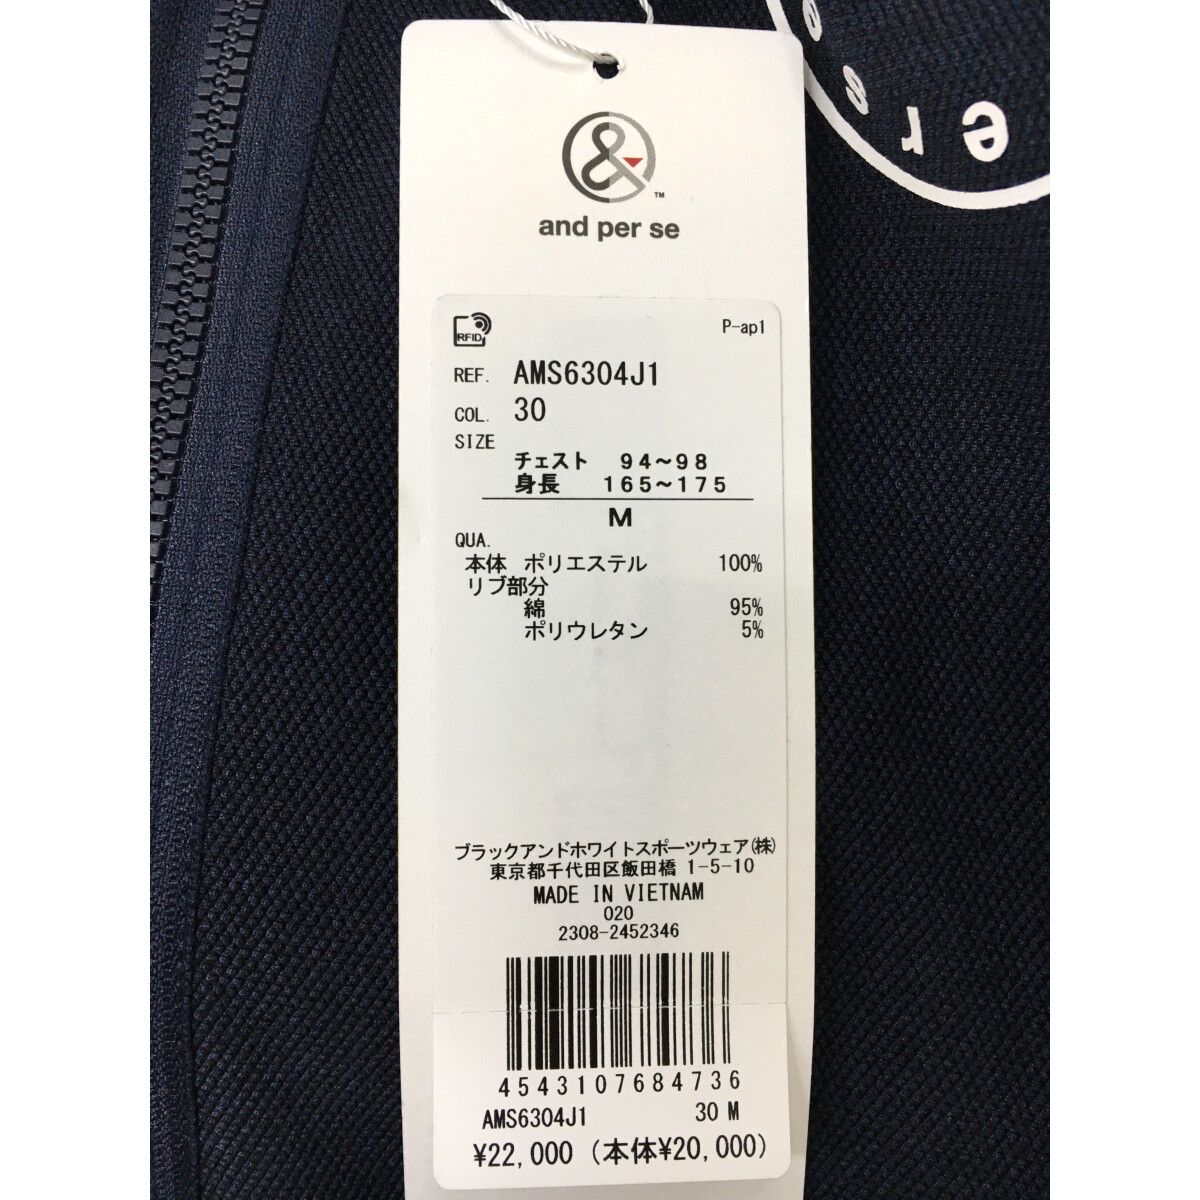 and per se
TM
RFID
P-ap1
REF. AMS6304J1
COL. 30
SIZE
チェスト 94～98
身長 165～175
M
QUA.
本体 ポリエステル 100%
リブ部分
綿 95%
ポリウレタン 5%
ブラックアンドホワイトスポーツウェア(株)
東京都千代田区飯田橋 1-5-10
MADE IN VIETNAM
020
2308-2452346
4543107684736
AMS6304J1 30 M
¥22,000 (本体¥20,000)